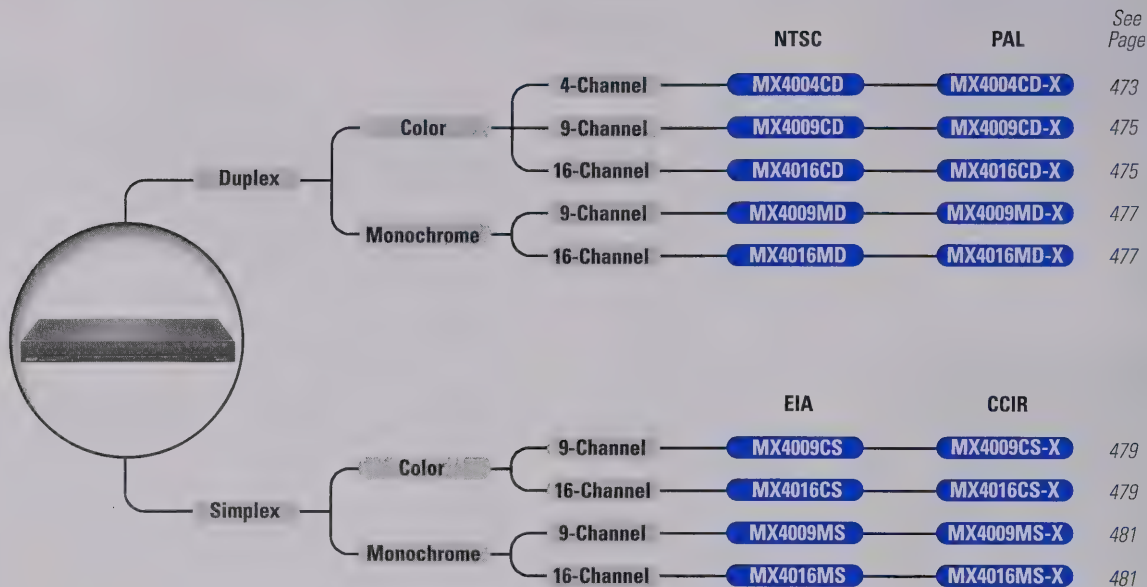 See
NTSC PAL Page
4-Channel MX4004CD MX4004CD-X 473
Color 9-Channel MX4009CD MX4009CD-X 475
16-Channel MX4016CD MX4016CD-X 475
Duplex
9-Channel MX4009MD MX4009MD-X 477
Monochrome
16-Channel MX4016MD MX4016MD-X 477
EIA CCIR
9-Channel MX4009CS MX4009CS-X 479
Color
16-Channel MX4016CS MX4016CS-X 479
Simplex
9-Channel MX4009MS MX4009MS-X 481
Monochrome
16-Channel MX4016MS MX4016MS-X 481